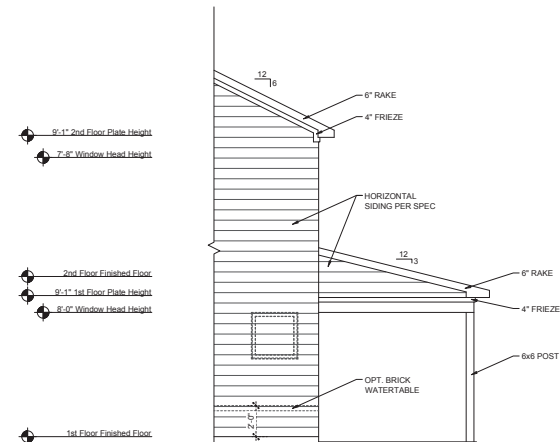 12
6
6" RAKE
4" FRIEZE
9'-1" 2nd Floor Plate Height
7'-8" Window Head Height
HORIZONTAL
SIDING PER SPEC
12
3
2nd Floor Finished Floor
6" RAKE
9'-1" 1st Floor Plate Height
4" FRIEZE
8'-0" Window Head Height
6x6 POST
OPT. BRICK
WATERTABLE
2'-0"
1st Floor Finished Floor